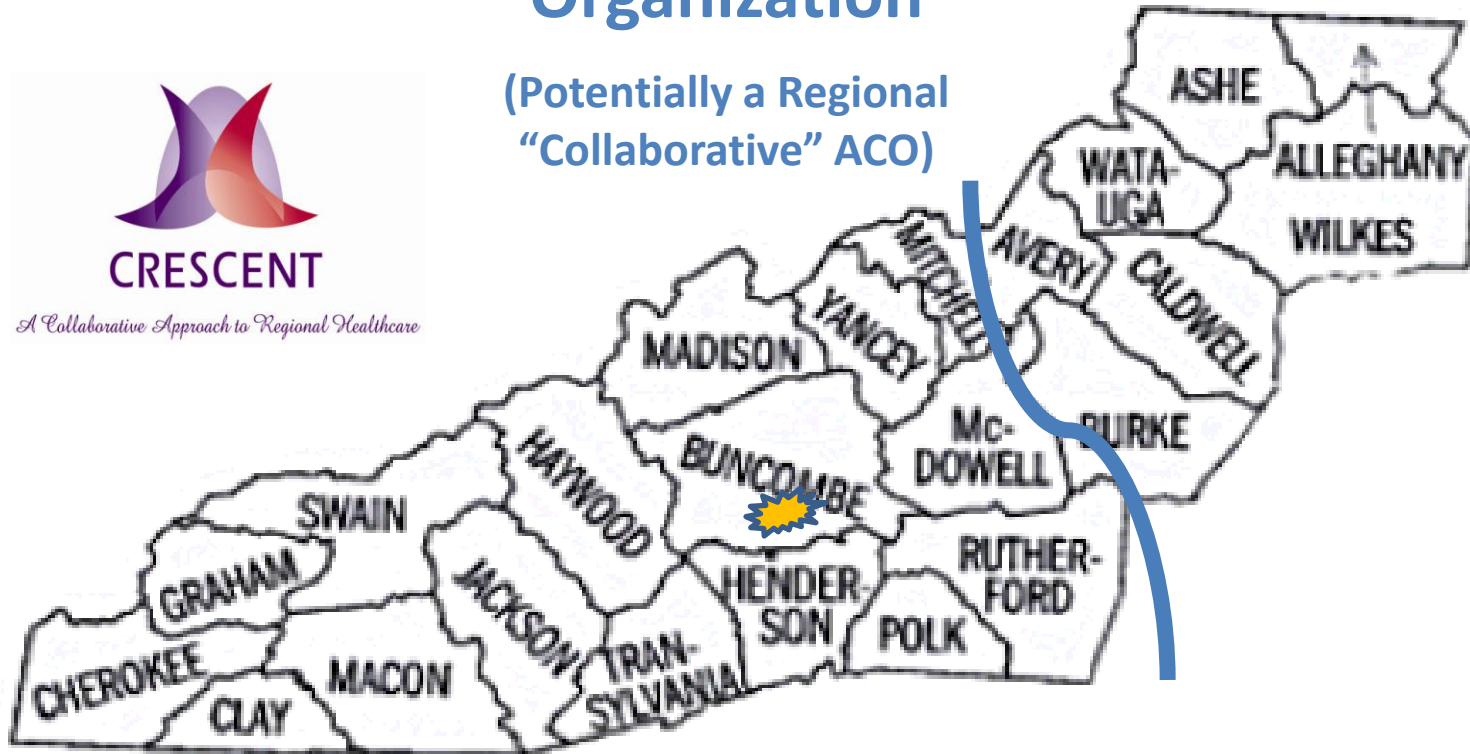 Organization
(Potentially a Regional
“Collaborative” ACO)
CRESCENT
A Collaborative Approach to Regional Healthcare
ASHE
WATA-
UGA
ALLEGHANY
WILKES
MITCHELL
AVERY
CALDWELL
YANCEY
MADISON
Mc-
DOWELL
BURKE
BUNCOMBE
HAYWOOD
SWAIN
GRAHAM
JACKSON
HENDER-
SON
RUTHER-
FORD
POLK
CHEROKEE
MACON
TRAN-
SYLVANIA
CLAY